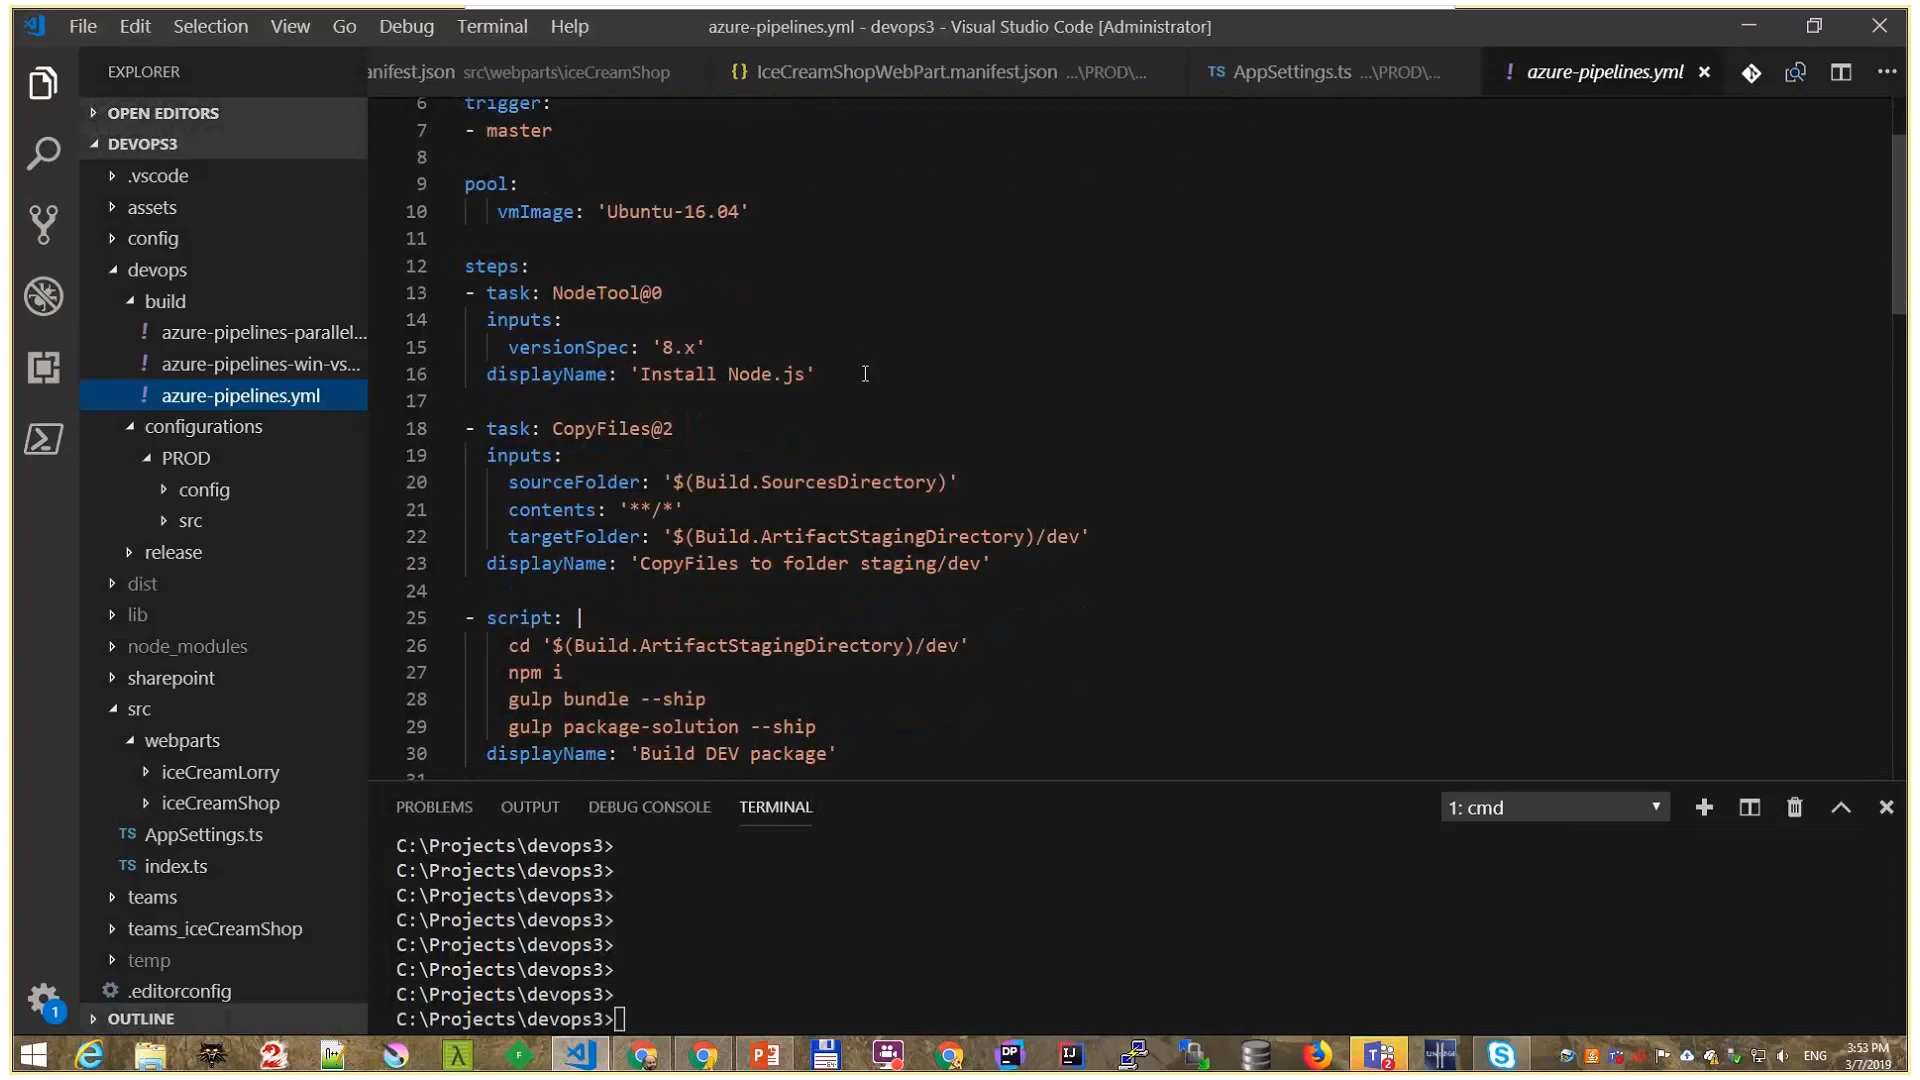 File Edit Selection View Go Debug Terminal Help
azure-pipelines.yml - devops3 - Visual Studio Code [Administrator]
EXPLORER
anifest.json src\webparts\iceCreamShop
{} IceCreamShopWebPart.manifest.json ...\PROD\...
TS AppSettings.ts ...\PROD\...
! azure-pipelines.yml
OPEN EDITORS
DEVOPS3
.vscode
assets
config
devops
build
! azure-pipelines-parallel...
! azure-pipelines-win-vs...
! azure-pipelines.yml
configurations
PROD
config
src
release
dist
lib
node_modules
sharepoint
src
webparts
iceCreamLorry
iceCreamShop
TS AppSettings.ts
TS index.ts
teams
teams_iceCreamShop
temp
.editorconfig
OUTLINE
1
6 trigger:
7 - master
8
9 pool:
10 vmImage: 'Ubuntu-16.04'
11
12 steps:
13 - task: NodeTool@0
14 inputs:
15 versionSpec: '8.x'
16 displayName: 'Install Node.js'
17
18 - task: CopyFiles@2
19 inputs:
20 sourceFolder: '$(Build.SourcesDirectory)'
21 contents: '**/*'
22 targetFolder: '$(Build.ArtifactStagingDirectory)/dev'
23 displayName: 'CopyFiles to folder staging/dev'
24
25 - script: |
26 cd '$(Build.ArtifactStagingDirectory)/dev'
27 npm i
28 gulp bundle --ship
29 gulp package-solution --ship
30 displayName: 'Build DEV package'
31
PROBLEMS OUTPUT DEBUG CONSOLE TERMINAL
1: cmd
C:\Projects\devops3>
C:\Projects\devops3>
C:\Projects\devops3>
C:\Projects\devops3>
C:\Projects\devops3>
C:\Projects\devops3>
C:\Projects\devops3>
C:\Projects\devops3>
ENG
3:53 PM
3/7/2019